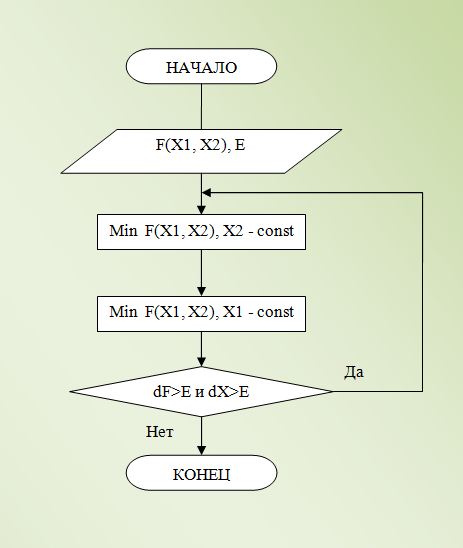 НАЧАЛО
F(X1, X2), E
Min F(X1, X2), X2 - const
Min F(X1, X2), X1 - const
dF>E и dX>E
Да
Нет
КОНЕЦ